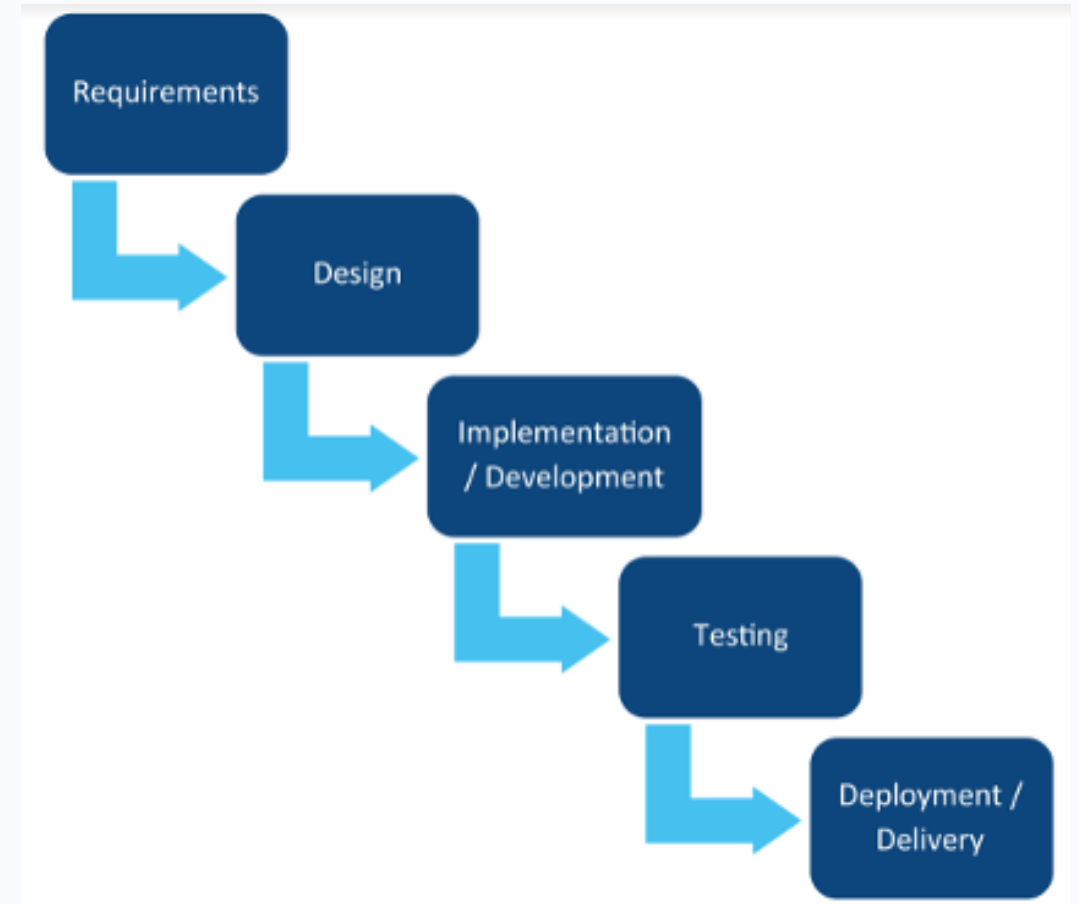 Requirements
Design
Implementation
/ Development
Testing
Deployment /
Delivery